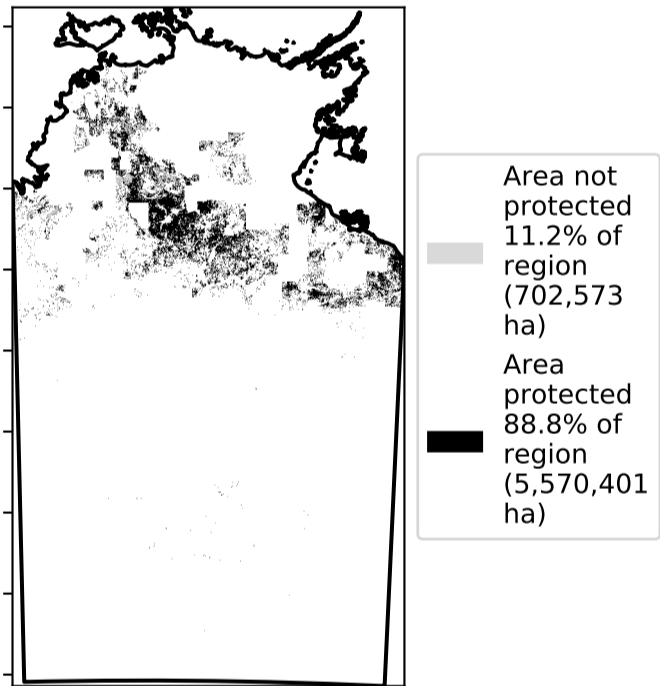 Area not
protected
11.2% of
region
(702,573
ha)
Area
protected
88.8% of
region
(5,570,401
ha)